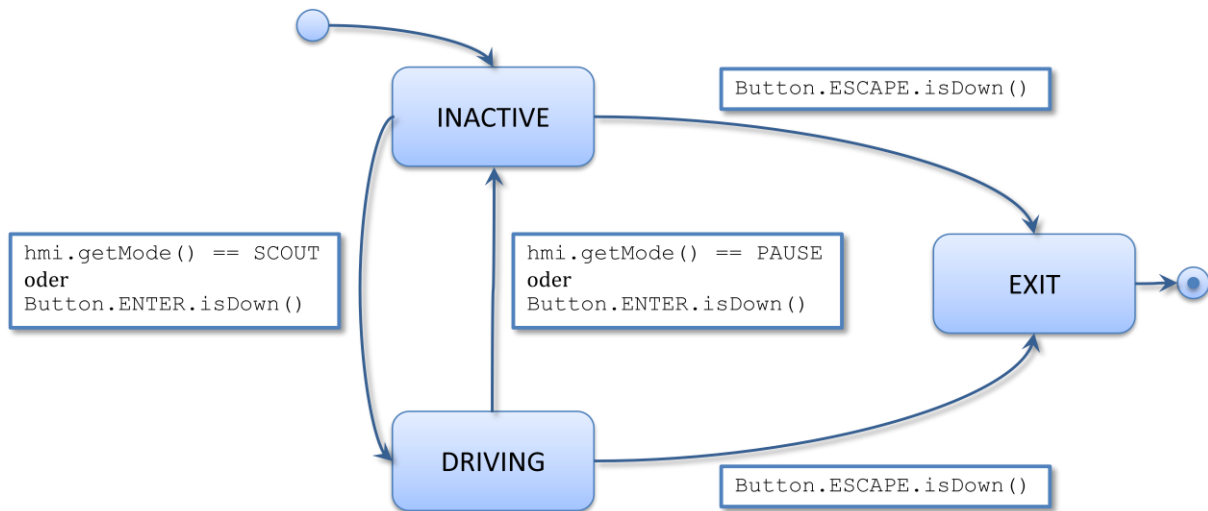 INACTIVE
Button.ESCAPE.isDown()
hmi.getMode() == SCOUT
oder
Button.ENTER.isDown()
hmi.getMode() == PAUSE
oder
Button.ENTER.isDown()
EXIT
DRIVING
Button.ESCAPE.isDown()